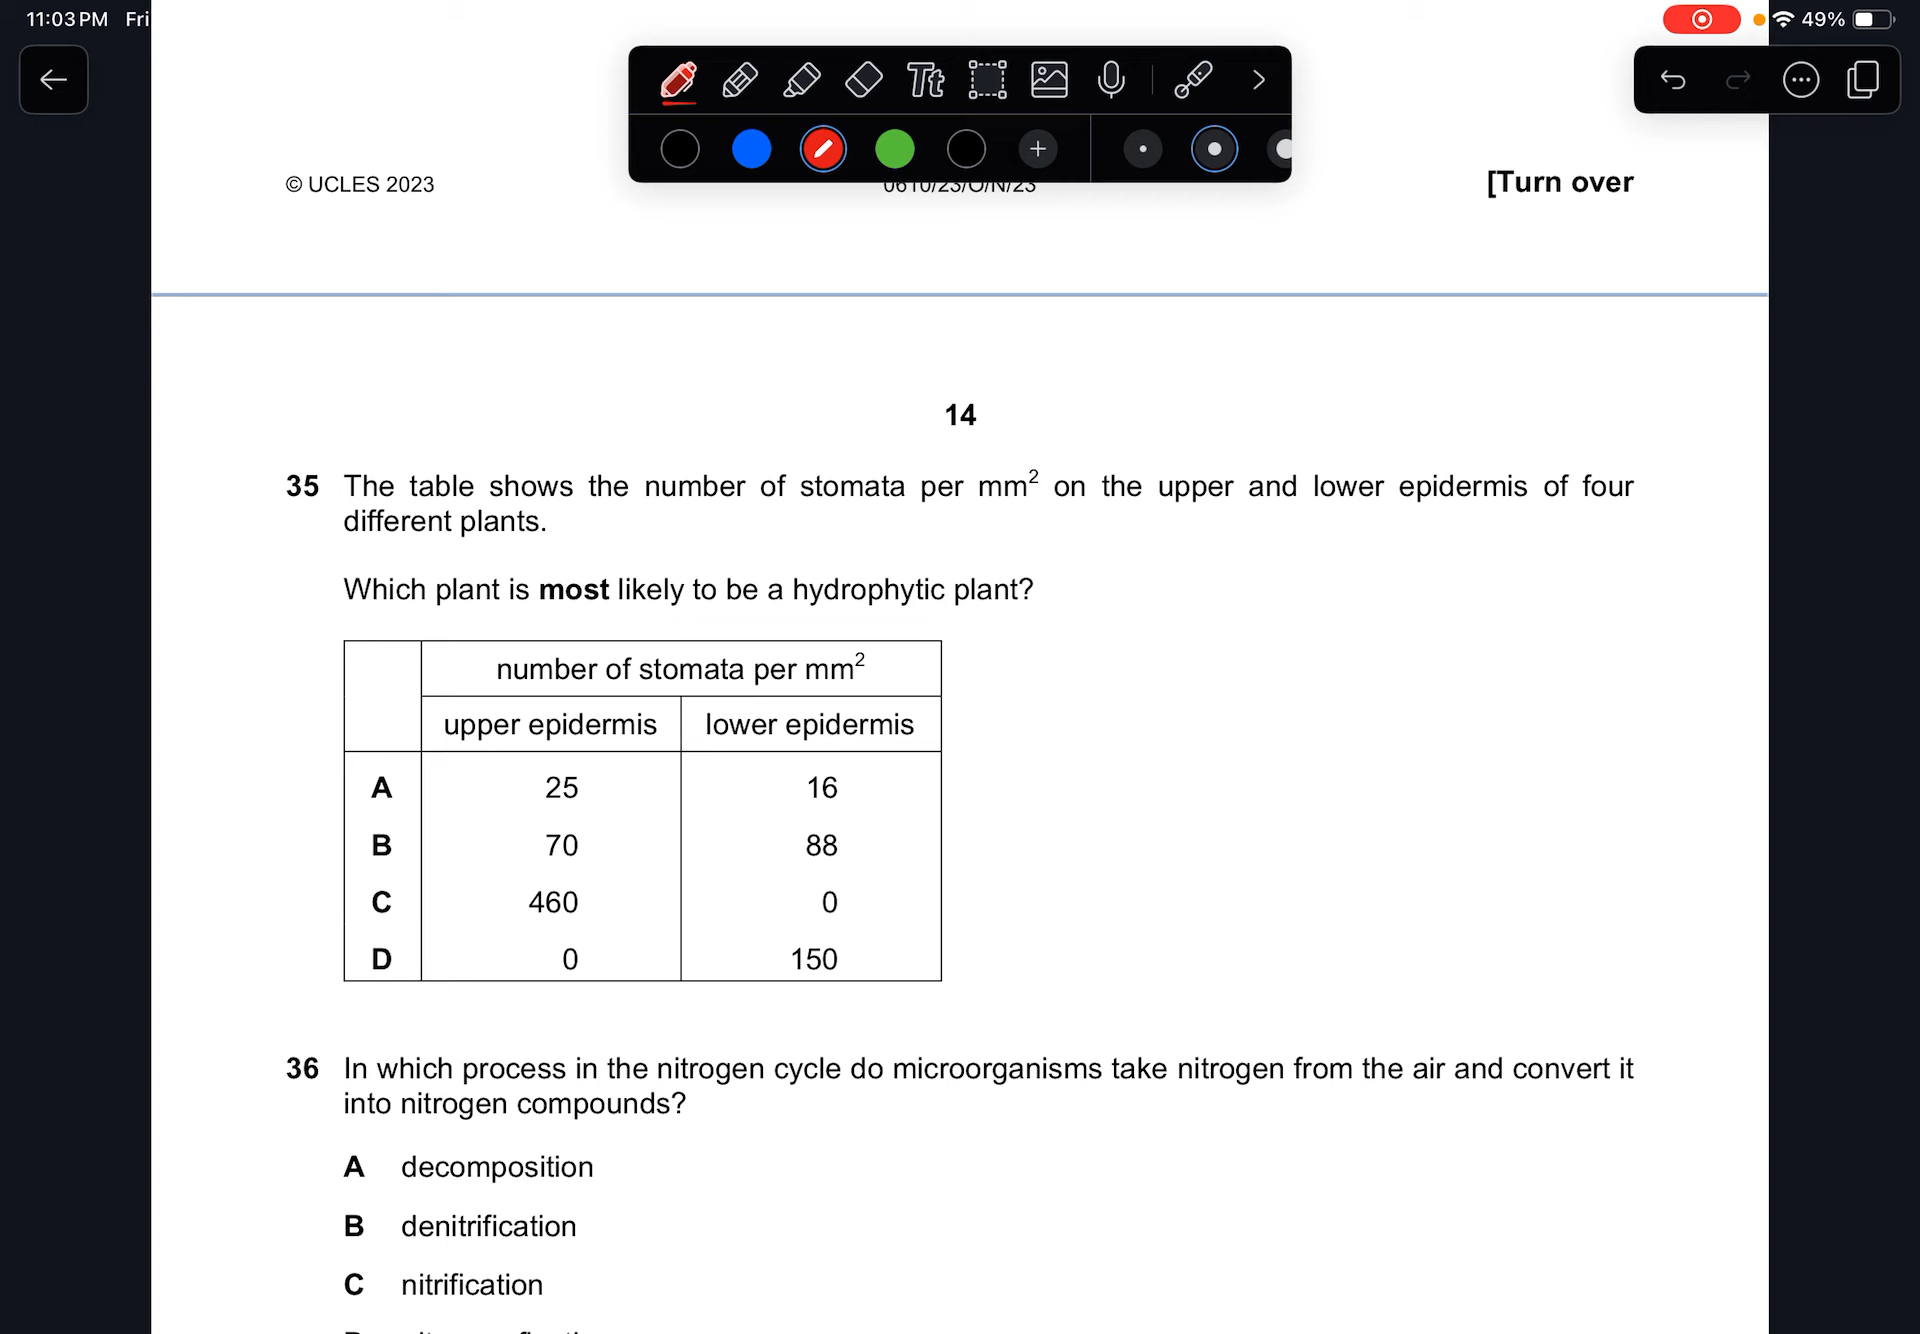 11:03 PM Fri
49%
Tt
© UCLES 2023
0610/23/O/N/23
[Turn over
14
35 The table shows the number of stomata per mm² on the upper and lower epidermis of four
different plants.
Which plant is most likely to be a hydrophytic plant?
number of stomata per mm²
upper epidermis lower epidermis
A 25 16
B 70 88
C 460 0
D 0 150
36 In which process in the nitrogen cycle do microorganisms take nitrogen from the air and convert it
into nitrogen compounds?
A decomposition
B denitrification
C nitrification